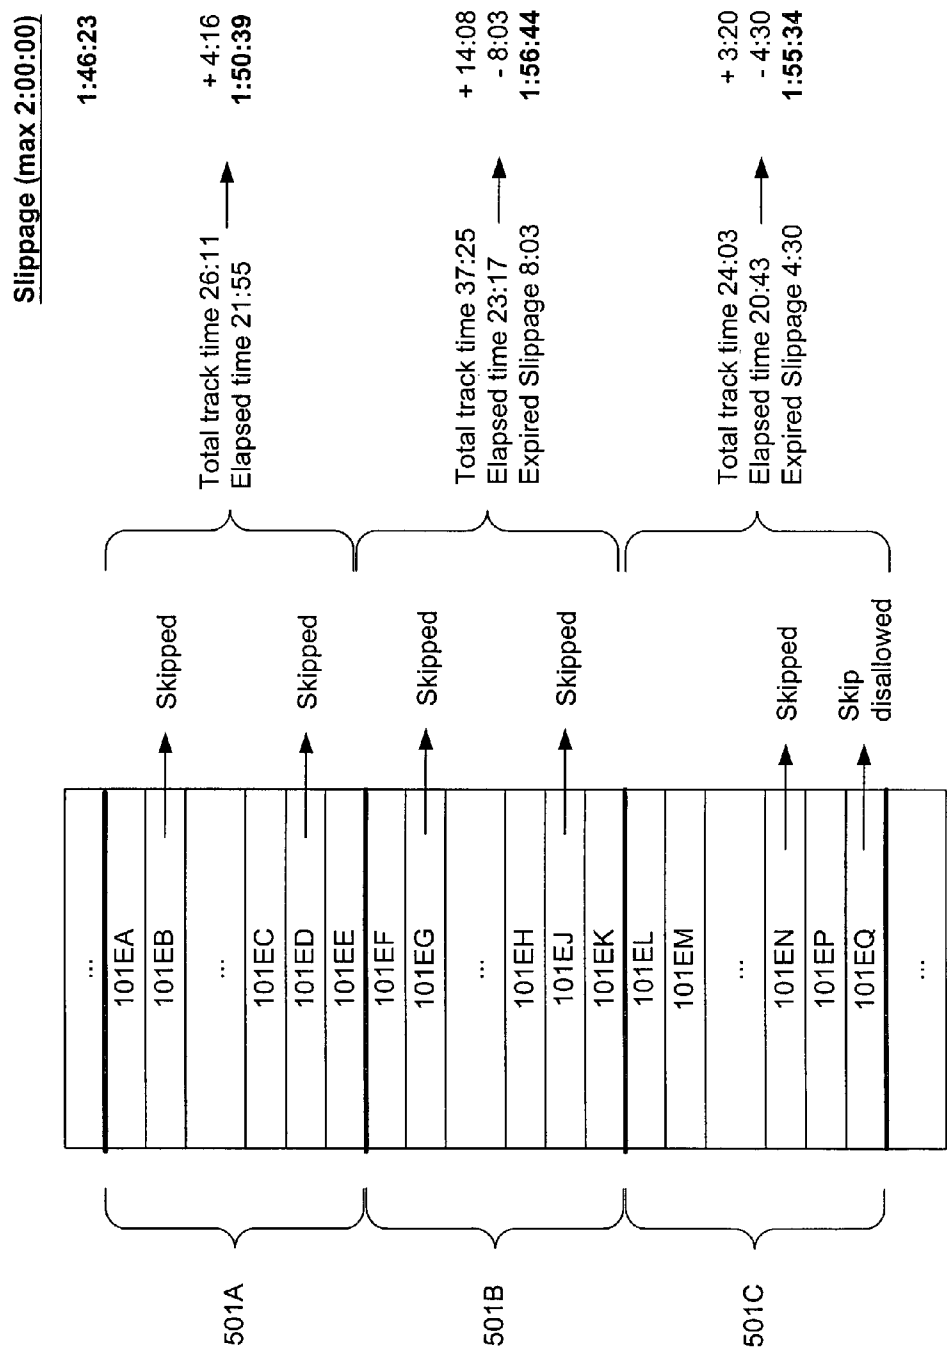 Slippage (max 2:00:00)
1:46:23
...
101EA
101EB
...
101EC
101ED
101EE
501A
Skipped
Skipped
Total track time 26:11
Elapsed time 21:55
+ 4:16
1:50:39
101EF
101EG
...
101EH
101EJ
101EK
501B
Skipped
Skipped
Total track time 37:25
Elapsed time 23:17
Expired Slippage 8:03
+ 14:08
- 8:03
1:56:44
101EL
101EM
...
101EN
101EP
101EQ
...
501C
Skipped
Skip
disallowed
Total track time 24:03
Elapsed time 20:43
Expired Slippage 4:30
+ 3:20
- 4:30
1:55:34